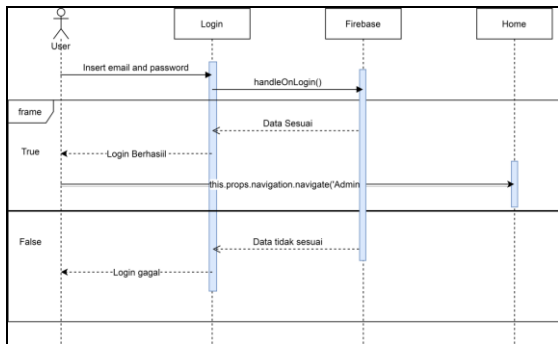 Login
Firebase
Home
User
Insert email and password
handleOnLogin()
frame
Data Sesuai
True
Login Berhasiil
this.props.navigation.navigate('Admin
False
Data tidak sesuai
Login gagal